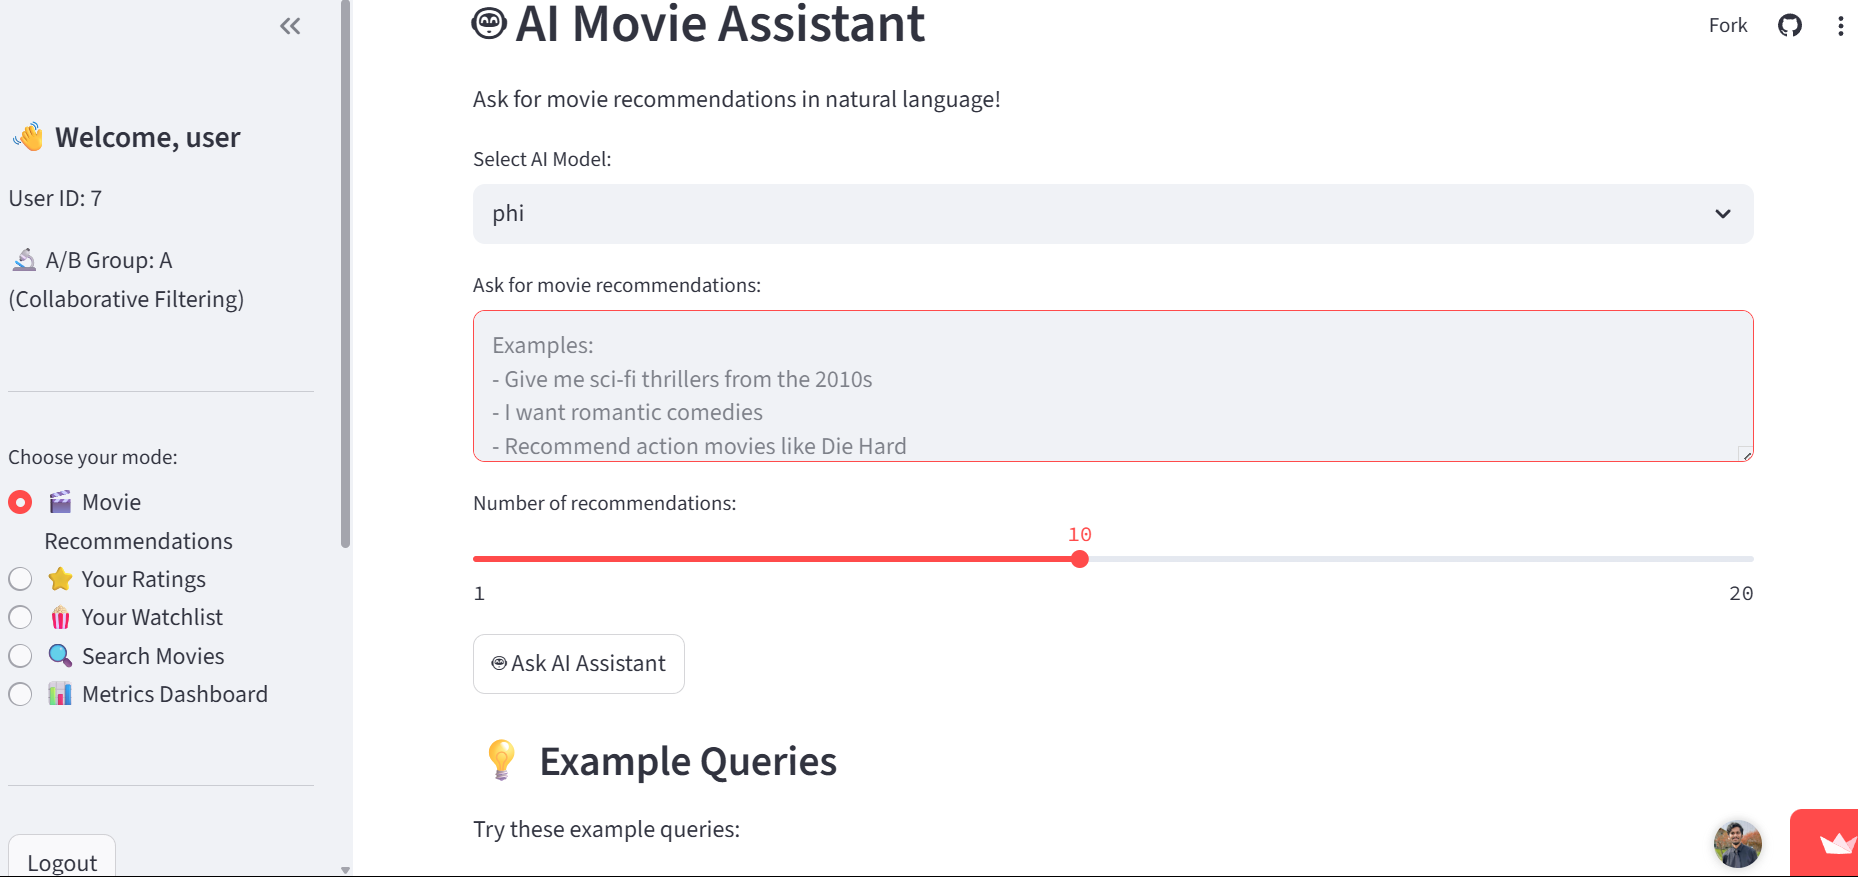 Welcome, user
User ID: 7
A/B Group: A
(Collaborative Filtering)
Choose your mode:
Movie
Recommendations
Your Ratings
Your Watchlist
Search Movies
Metrics Dashboard
Logout
Fork
AI Movie Assistant
Ask for movie recommendations in natural language!
Select AI Model:
phi
Ask for movie recommendations:
Examples:
- Give me sci-fi thrillers from the 2010s
- I want romantic comedies
- Recommend action movies like Die Hard
Number of recommendations:
10
1
20
Ask AI Assistant
Example Queries
Try these example queries: